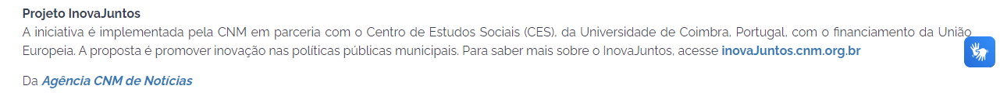 Projeto InovaJuntos
A iniciativa é implementada pela CNM em parceria com o Centro de Estudos Sociais (CES), da Universidade de Coimbra, Portugal, com o financiamento da União
Europeia. A proposta é promover inovação nas políticas públicas municipais. Para saber mais sobre o InovaJuntos, acesse inovaJuntos.cnm.org.br
Da Agência CNM de Notícias